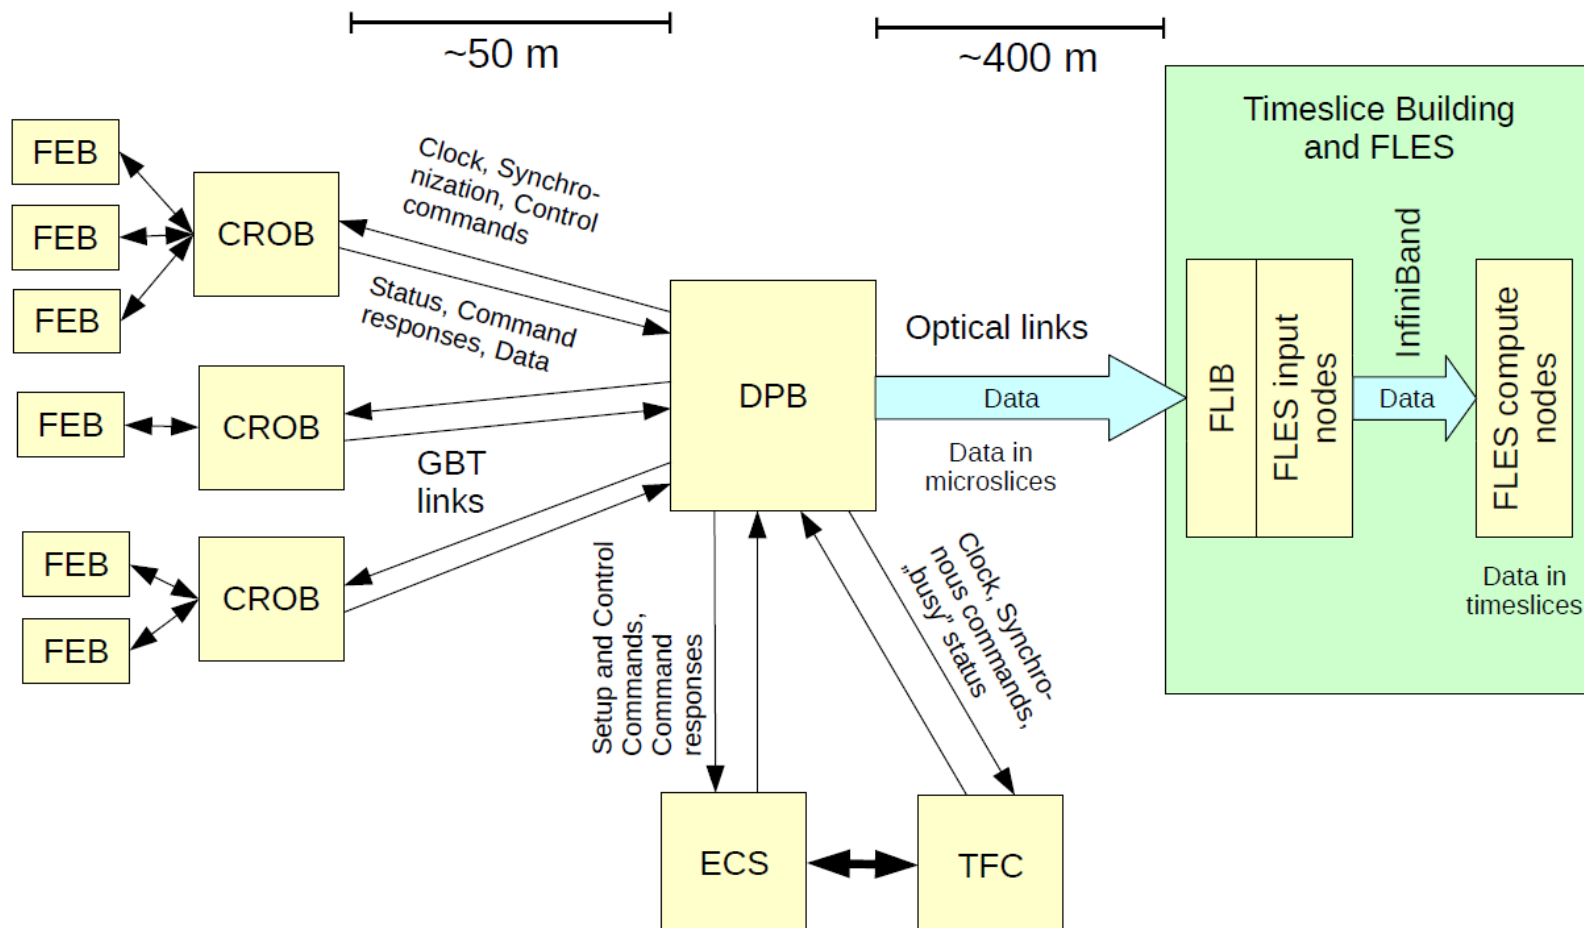 ~50 m
~400 m
Timeslice Building
and FLES
FEB
FEB
FEB
CROB
Clock, Synchro-
nization, Control
commands
Status, Command
responses, Data
FEB
CROB
GBT
links
FEB
FEB
CROB
DPB
Optical links
Data
Data in
microslices
FLIB
FLES input
nodes
InfiniBand
Data
FLES compute
nodes
Data in
timeslices
Setup and Control
Commands,
Command
responses
Clock, Synchro-
nous commands,
„busy" status
ECS
TFC